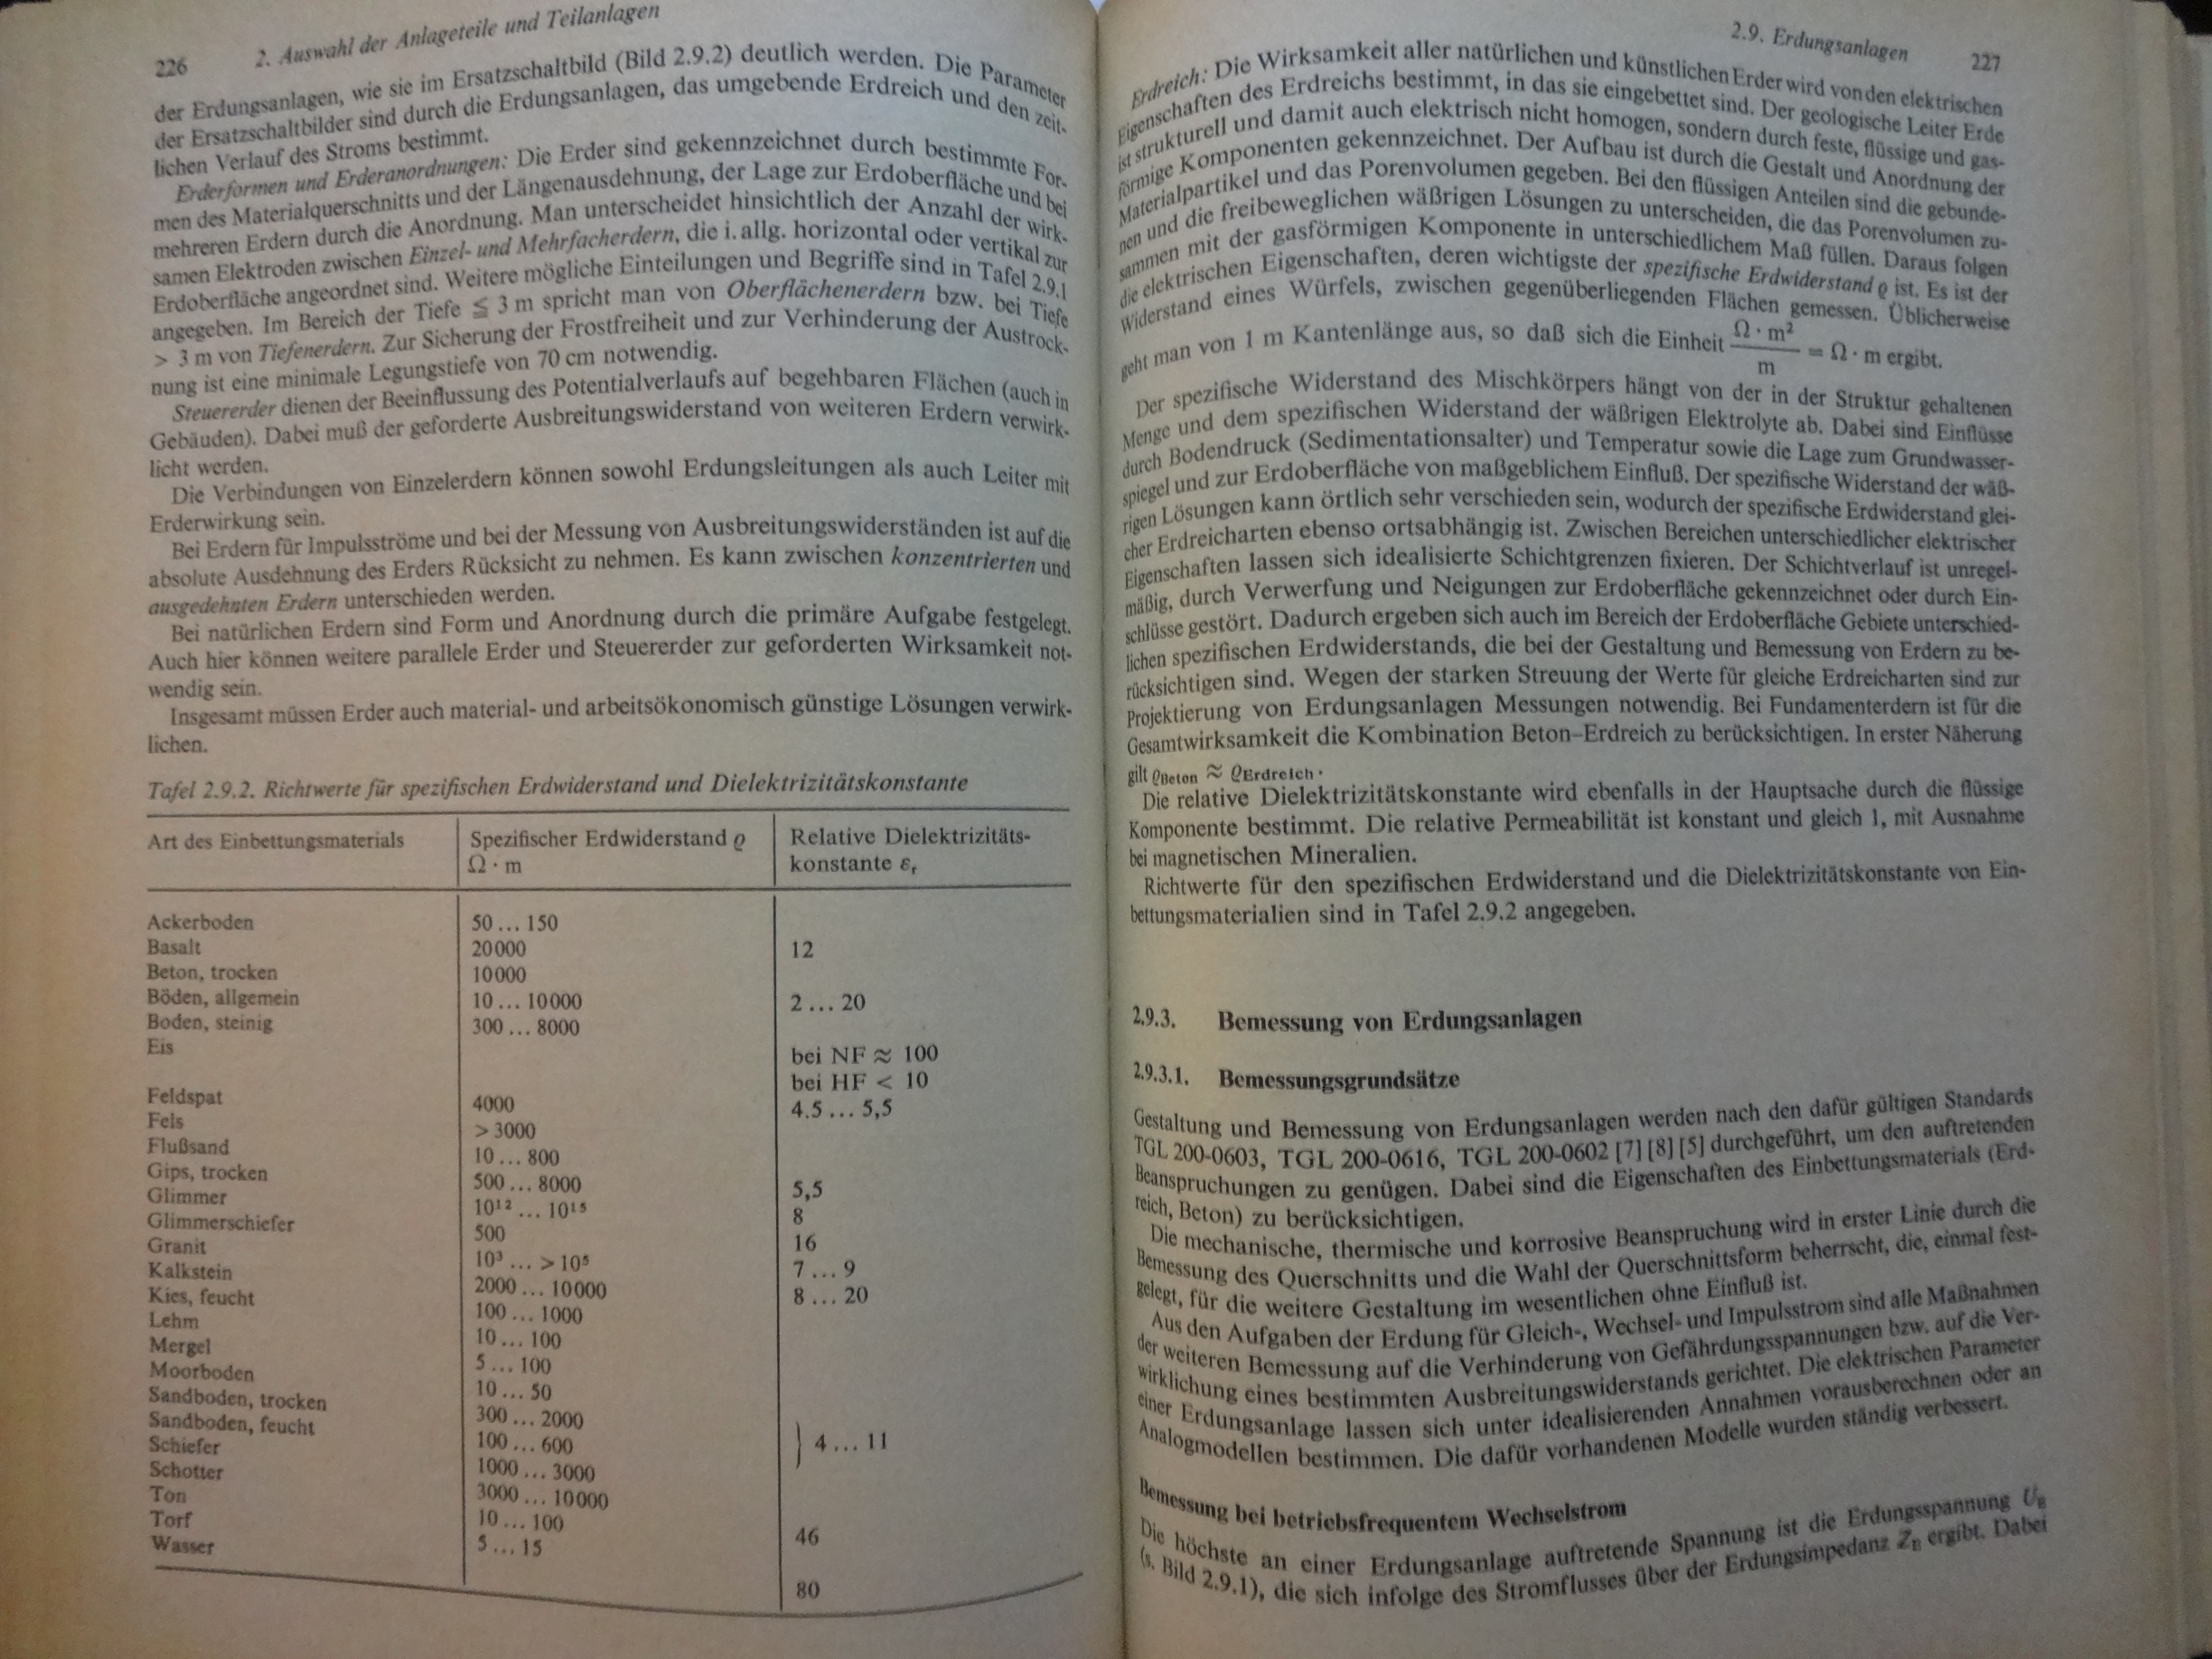 226 2. Auswahl der Anlageteile und Teilanlagen
der Erdungsanlagen, wie sie im Ersatzschaltbild (Bild 2.9.2) deutlich werden. Die Parameter
der Ersatzschaltbilder sind durch die Erdungsanlagen, das umgebende Erdreich und den zeit-
lichen Verlauf des Stroms bestimmt.
Erderformen und Erderanordnungen: Die Erder sind gekennzeichnet durch bestimmte For-
men des Materialquerschnitts und der Längenausdehnung, der Lage zur Erdoberfläche und bei
mehreren Erdern durch die Anordnung. Man unterscheidet hinsichtlich der Anzahl der wirk-
samen Elektroden zwischen Einzel- und Mehrfacherdern, die i. allg. horizontal oder vertikal zur
Erdoberfläche angeordnet sind. Weitere mögliche Einteilungen und Begriffe sind in Tafel 2.9.1
angegeben. Im Bereich der Tiefe ≦ 3 m spricht man von Oberflächenerdern bzw. bei Tiefe
> 3 m von Tiefenerdern. Zur Sicherung der Frostfreiheit und zur Verhinderung der Austrock-
nung ist eine minimale Legungstiefe von 70 cm notwendig.
Steuererder dienen der Beeinflussung des Potentialverlaufs auf begehbaren Flächen (auch in
Gebäuden). Dabei muß der geforderte Ausbreitungswiderstand von weiteren Erdern verwirk-
licht werden.
Die Verbindungen von Einzelerdern können sowohl Erdungsleitungen als auch Leiter mit
Erderwirkung sein.
Bei Erdern für Impulsströme und bei der Messung von Ausbreitungswiderständen ist auf die
absolute Ausdehnung des Erders Rücksicht zu nehmen. Es kann zwischen konzentrierten und
ausgedehnten Erdern unterschieden werden.
Bei natürlichen Erdern sind Form und Anordnung durch die primäre Aufgabe festgelegt.
Auch hier können weitere parallele Erder und Steuererder zur geforderten Wirksamkeit not-
wendig sein.
Insgesamt müssen Erder auch material- und arbeitsökonomisch günstige Lösungen verwirk-
lichen.
Tafel 2.9.2. Richtwerte für spezifischen Erdwiderstand und Dielektrizitätskonstante
Art des Einbettungsmaterials Spezifischer Erdwiderstand ϱ Relative Dielektrizitäts-
Ω · m konstante εr
Ackerboden 50 ... 150
Basalt 20000 12
Beton, trocken 10000
Böden, allgemein 10 ... 10000 2 ... 20
Boden, steinig 300 ... 8000
Eis bei NF ≈ 100
bei HF < 10
Feldspat 4000 4.5 ... 5,5
Fels > 3000
Flußsand 10 ... 800
Gips, trocken 500 ... 8000 5,5
Glimmer 10¹² ... 10¹⁵ 8
Glimmerschiefer 500 16
Granit 10³ ... > 10⁵ 7 ... 9
Kalkstein 2000 ... 10000 8 ... 20
Kies, feucht 100 ... 1000
Lehm 10 ... 100
Mergel 5 ... 100
Moorboden 10 ... 50
Sandboden, trocken 300 ... 2000
Sandboden, feucht 100 ... 600 } 4 ... 11
Schiefer 1000 ... 3000
Schotter 3000 ... 10000
Ton 10 ... 100
Torf 5 ... 15 46
Wasser 80
2.9. Erdungsanlagen 227
Erdreich: Die Wirksamkeit aller natürlichen und künstlichen Erder wird von den elektrischen
Eigenschaften des Erdreichs bestimmt, in das sie eingebettet sind. Der geologische Leiter Erde
ist strukturell und damit auch elektrisch nicht homogen, sondern durch feste, flüssige und gas-
förmige Komponenten gekennzeichnet. Der Aufbau ist durch die Gestalt und Anordnung der
Materialpartikel und das Porenvolumen gegeben. Bei den flüssigen Anteilen sind die gebunde-
nen und die freibeweglichen wäßrigen Lösungen zu unterscheiden, die das Porenvolumen zu-
sammen mit der gasförmigen Komponente in unterschiedlichem Maß füllen. Daraus folgen
die elektrischen Eigenschaften, deren wichtigste der spezifische Erdwiderstand ϱ ist. Es ist der
Widerstand eines Würfels, zwischen gegenüberliegenden Flächen gemessen. Üblicherweise
geht man von 1 m Kantenlänge aus, so daß sich die Einheit Ω · m² / m = Ω · m ergibt.
Der spezifische Widerstand des Mischkörpers hängt von der in der Struktur gehaltenen
Menge und dem spezifischen Widerstand der wäßrigen Elektrolyte ab. Dabei sind Einflüsse
durch Bodendruck (Sedimentationsalter) und Temperatur sowie die Lage zum Grundwasser-
spiegel und zur Erdoberfläche von maßgeblichem Einfluß. Der spezifische Widerstand der wäß-
rigen Lösungen kann örtlich sehr verschieden sein, wodurch der spezifische Erdwiderstand glei-
cher Erdreicharten ebenso ortsabhängig ist. Zwischen Bereichen unterschiedlicher elektrischer
Eigenschaften lassen sich idealisierte Schichtgrenzen fixieren. Der Schichtverlauf ist unregel-
mäßig, durch Verwerfung und Neigungen zur Erdoberfläche gekennzeichnet oder durch Ein-
schlüsse gestört. Dadurch ergeben sich auch im Bereich der Erdoberfläche Gebiete unterschied-
lichen spezifischen Erdwiderstands, die bei der Gestaltung und Bemessung von Erdern zu be-
rücksichtigen sind. Wegen der starken Streuung der Werte für gleiche Erdreicharten sind zur
Projektierung von Erdungsanlagen Messungen notwendig. Bei Fundamenterdern ist für die
Gesamtwirksamkeit die Kombination Beton–Erdreich zu berücksichtigen. In erster Näherung
gilt ϱBeton ≈ ϱErdreich.
Die relative Dielektrizitätskonstante wird ebenfalls in der Hauptsache durch die flüssige
Komponente bestimmt. Die relative Permeabilität ist konstant und gleich 1, mit Ausnahme
bei magnetischen Mineralien.
Richtwerte für den spezifischen Erdwiderstand und die Dielektrizitätskonstante von Ein-
bettungsmaterialien sind in Tafel 2.9.2 angegeben.
2.9.3. Bemessung von Erdungsanlagen
2.9.3.1. Bemessungsgrundsätze
Gestaltung und Bemessung von Erdungsanlagen werden nach den dafür gültigen Standards
TGL 200-0603, TGL 200-0616, TGL 200-0602 [7] [8] [5] durchgeführt, um den auftretenden
Beanspruchungen zu genügen. Dabei sind die Eigenschaften des Einbettungsmaterials (Erd-
reich, Beton) zu berücksichtigen.
Die mechanische, thermische und korrosive Beanspruchung wird in erster Linie durch die
Bemessung des Querschnitts und die Wahl der Querschnittsform beherrscht, die, einmal fest-
gelegt, für die weitere Gestaltung im wesentlichen ohne Einfluß ist.
Aus den Aufgaben der Erdung für Gleich-, Wechsel- und Impulsstrom sind alle Maßnahmen
der weiteren Bemessung auf die Verhinderung von Gefährdungsspannungen bzw. auf die Ver-
wirklichung eines bestimmten Ausbreitungswiderstands gerichtet. Die elektrischen Parameter
einer Erdungsanlage lassen sich unter idealisierenden Annahmen vorausberechnen oder an
Analogmodellen bestimmen. Die dafür vorhandenen Modelle wurden ständig verbessert.
Bemessung bei betriebsfrequentem Wechselstrom
Die höchste an einer Erdungsanlage auftretende Spannung ist die Erdungsspannung UE
(s. Bild 2.9.1), die sich infolge des Stromflusses über der Erdungsimpedanz ZE ergibt. Dabei